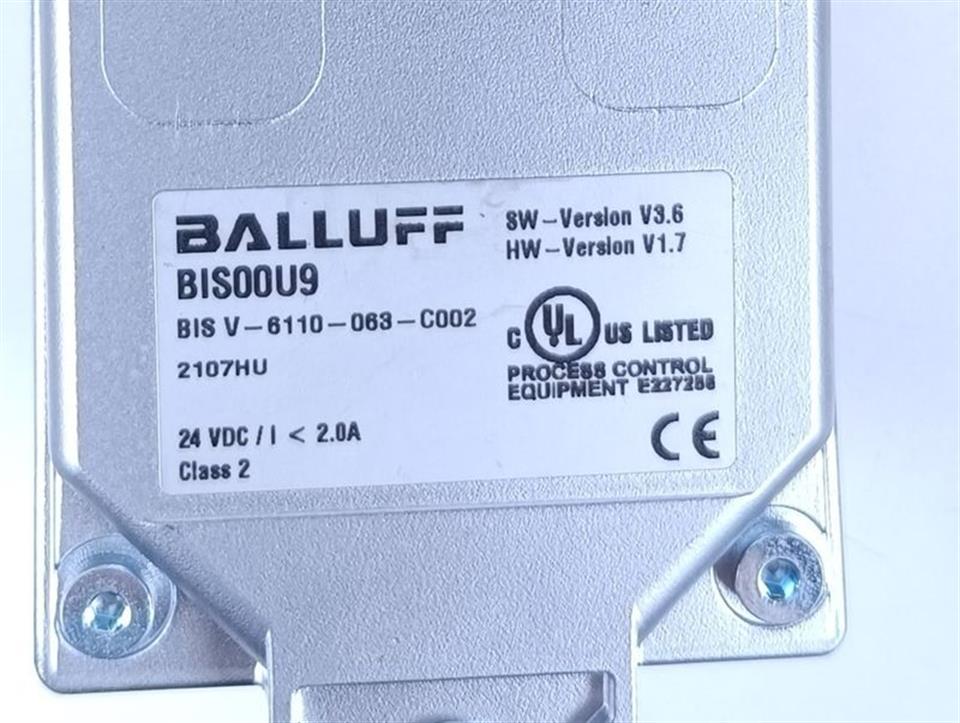 BALLUFF
BIS00U9
BIS V-6110-063-C002
2107HU
24 VDC / I < 2.0A
Class 2
SW-Version V3.6
HW-Version V1.7
C UL US LISTED
PROCESS CONTROL
EQUIPMENT E227256
CE